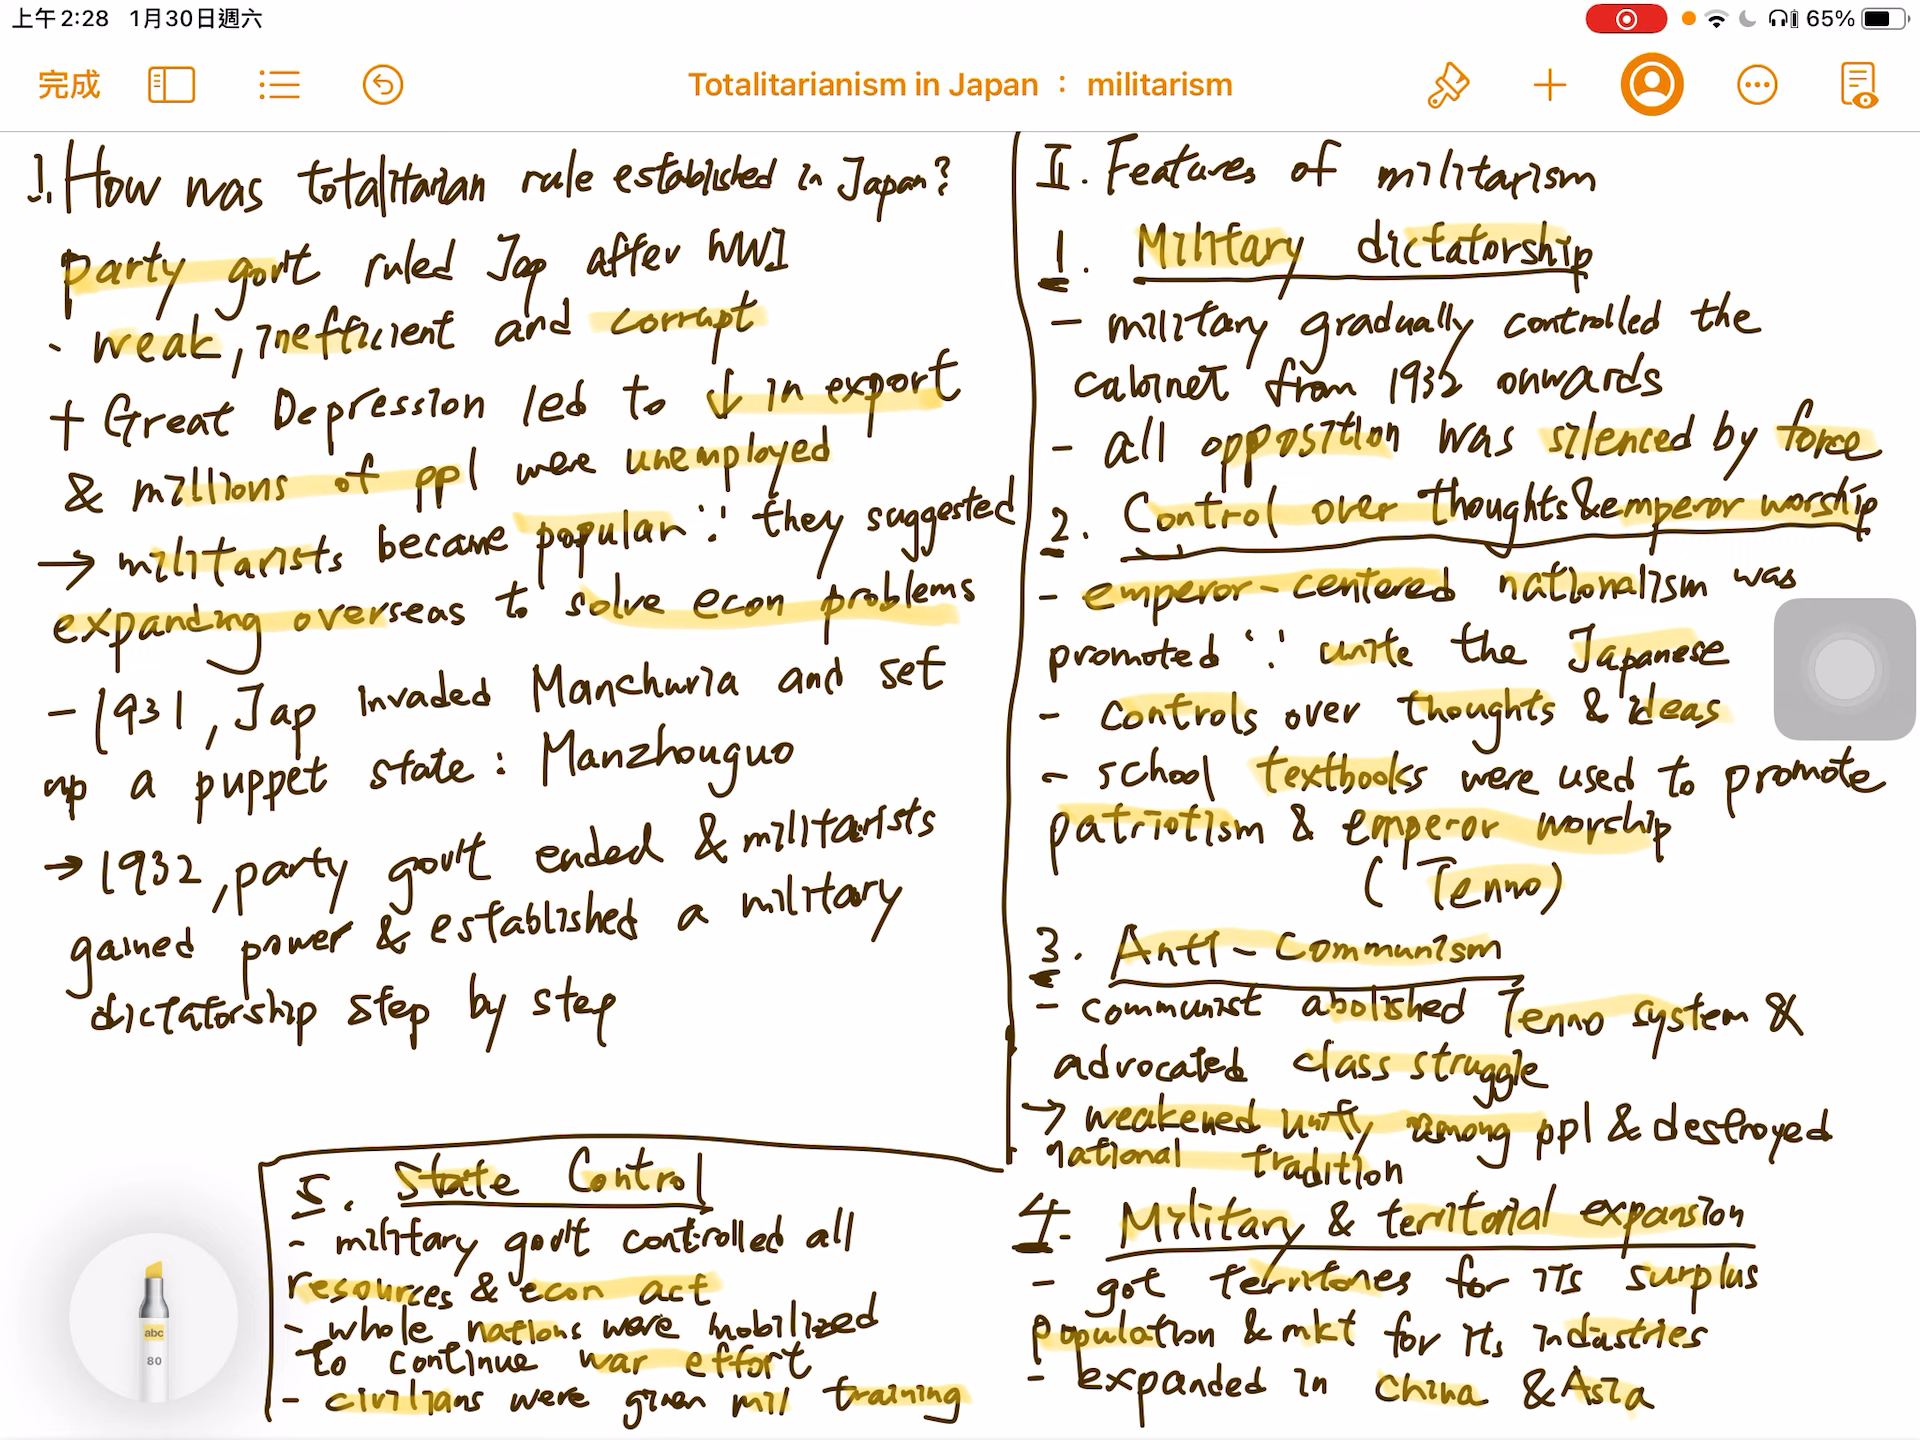 上午2:28 1月30日週六
65%
完成
Totalitarianism in Japan : militarism
I. How was totalitarian rule established in Japan?
party gov't ruled Jap after WWI
- weak, inefficient and corrupt
+ Great Depression led to ↓ in export
& millions of ppl were unemployed
→ militarists became popular ∵ they suggested
expanding overseas to solve econ problems
- 1931, Jap invaded Manchuria and set
up a puppet state : Manzhouguo
→ 1932, party gov't ended & militarists
gained power & established a military
dictatorship step by step
II. Features of militarism
1. Military dictatorship
- military gradually controlled the
cabinet from 1932 onwards
- all opposition was silenced by force
2. Control over thoughts & emperor worship
- emperor-centered nationalism was
promoted ∵ unite the Japanese
- controls over thoughts & ideas
- school textbooks were used to promote
patriotism & emperor worship
(Tenno)
3. Anti-Communism
- communist abolished Tenno system &
advocated class struggle
→ weakened unity among ppl & destroyed
national tradition
4. Military & territorial expansion
- got territories for its surplus
population & mkt for its industries
- expanded in China & Asia
5. State Control
- military gov't controlled all
resources & econ act
- whole nations were mobilized
to continue war effort
- civilians were given mil training
abc
80